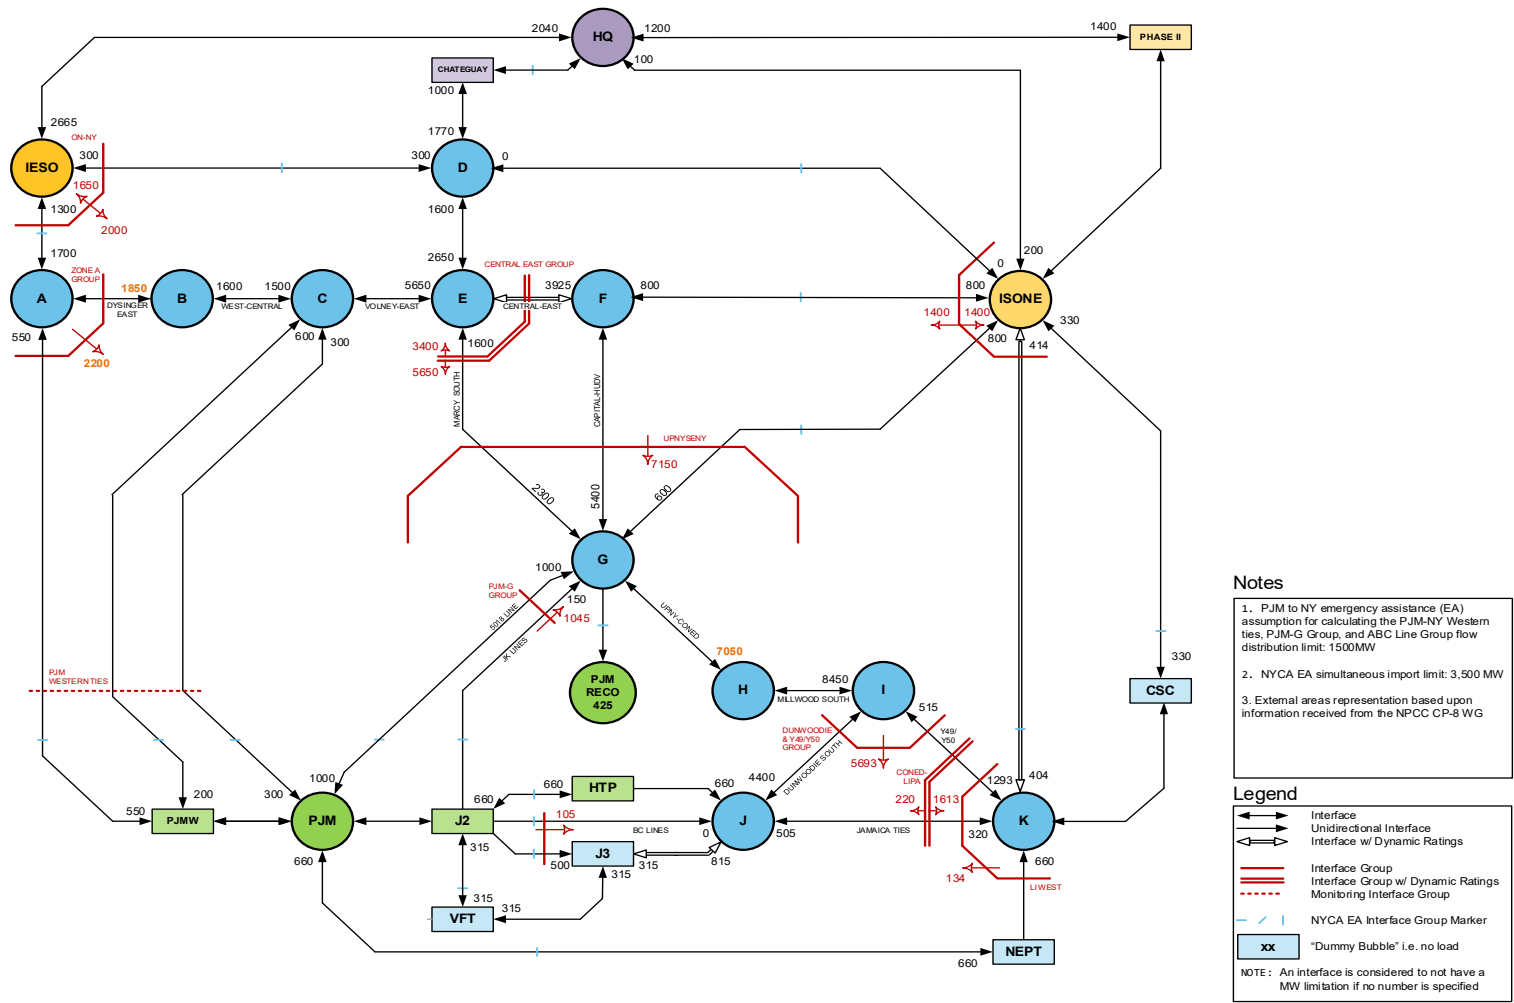 2040
HQ
1200
1400
PHASE II
100
CHATEGUAY
1000
2665
ON-NY
1770
IESO
300
300
D
0
1650
1300
1600
2000
1700
2650
CENTRAL EAST GROUP
200
0
ZONE A
GROUP
A
1850
B
1600
1500
C
5650
E
3925
F
800
800
ISONE
DYSINGER
EAST
WEST-CENTRAL
VOLNEY-EAST
CENTRAL-EAST
1400
1400
330
550
600
300
1600
800
414
2200
3400
5650
MARCY SOUTH
CAPITAL-HUDV
UPNYSENY
7150
2300
5400
600
G
1000
PJM-G
GROUP
150
1045
5018 LINE
JK LINES
UPNY-CONED
PJM
WESTERN TIES
PJM
RECO
425
7050
H
8450
MILLWOOD SOUTH
I
330
CSC
515
DUNWOODIE
& Y49/Y50
GROUP
DUNWOODIE SOUTH
5693
Y49/
Y50
CONED-
LIPA
1000
300
200
550
PJMW
PJM
660
660
J2
315
660
HTP
660
4400
105
BC LINES
0
J
505
JAMAICA TIES
220
1613
1293
404
320
K
660
500
J3
315
315
815
134
LI WEST
315
VFT
315
660
NEPT
Notes
1. PJM to NY emergency assistance (EA)
assumption for calculating the PJM-NY Western
ties, PJM-G Group, and ABC Line Group flow
distribution limit: 1500MW
2. NYCA EA simultaneous import limit: 3,500 MW
3. External areas representation based upon
information received from the NPCC CP-8 WG
Legend
Interface
Unidirectional Interface
Interface w/ Dynamic Ratings
Interface Group
Interface Group w/ Dynamic Ratings
Monitoring Interface Group
NYCA EA Interface Group Marker
xx
“Dummy Bubble” i.e. no load
NOTE: An interface is considered to not have a
MW limitation if no number is specified